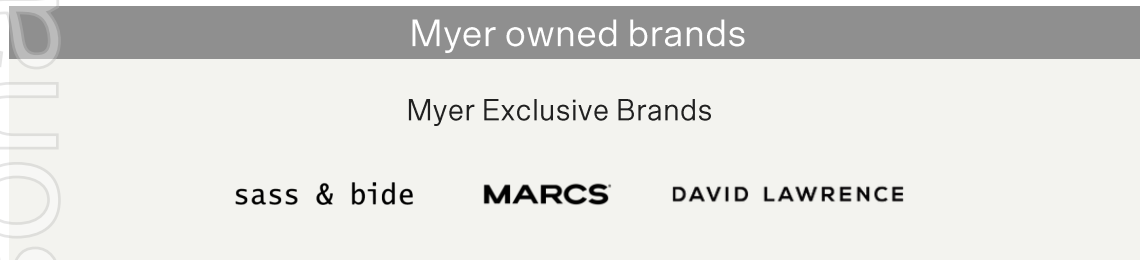 Myer owned brands
Myer Exclusive Brands
sass & bide MARCS DAVID LAWRENCE